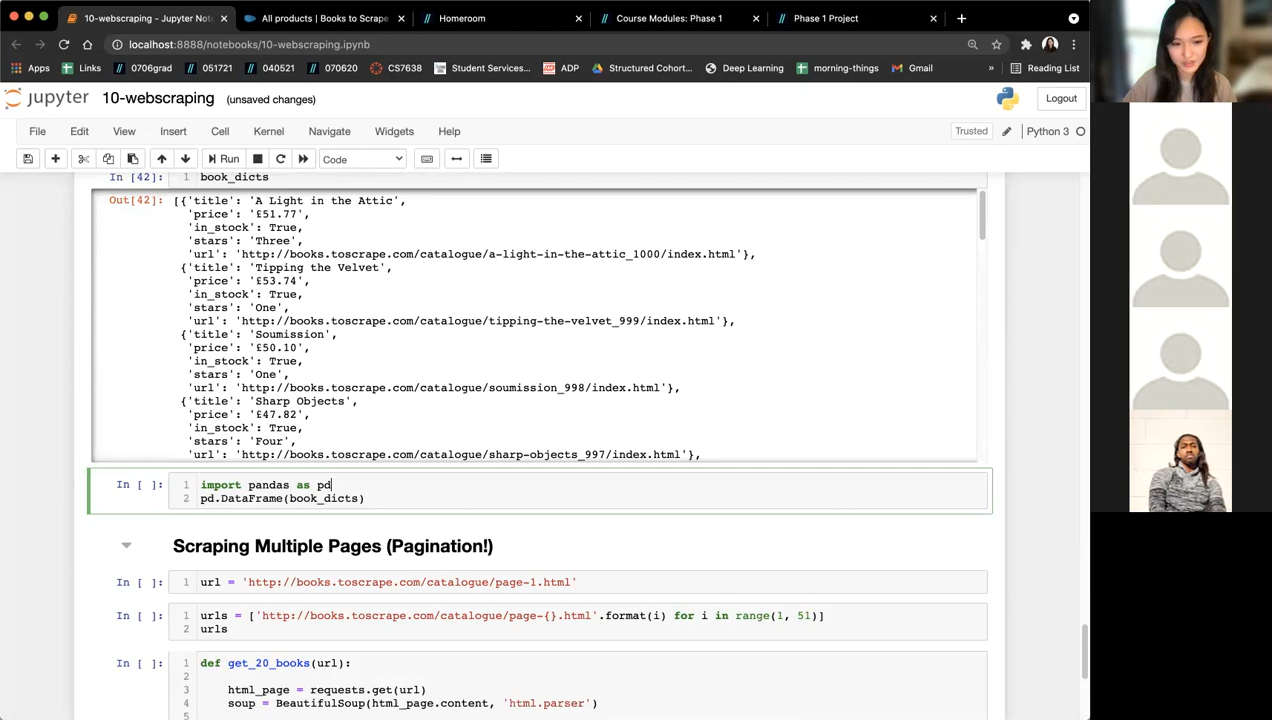 10-webscraping - Jupyter Not
All products | Books to Scrape
Homeroom
Course Modules: Phase 1
Phase 1 Project
localhost:8888/notebooks/10-webscraping.ipynb
Apps
Links
0706grad
051721
040521
070620
CS7638
Student Services...
ADP
Structured Cohort...
Deep Learning
morning-things
Gmail
»
Reading List
jupyter 10-webscraping (unsaved changes)
Logout
File Edit View Insert Cell Kernel Navigate Widgets Help
Trusted
Python 3
Run
Code
In [42]: 1 book_dicts
Out[42]: [{'title': 'A Light in the Attic',
'price': '£51.77',
'in_stock': True,
'stars': 'Three',
'url': 'http://books.toscrape.com/catalogue/a-light-in-the-attic_1000/index.html'},
{'title': 'Tipping the Velvet',
'price': '£53.74',
'in_stock': True,
'stars': 'One',
'url': 'http://books.toscrape.com/catalogue/tipping-the-velvet_999/index.html'},
{'title': 'Soumission',
'price': '£50.10',
'in_stock': True,
'stars': 'One',
'url': 'http://books.toscrape.com/catalogue/soumission_998/index.html'},
{'title': 'Sharp Objects',
'price': '£47.82',
'in_stock': True,
'stars': 'Four',
'url': 'http://books.toscrape.com/catalogue/sharp-objects_997/index.html'},
In [ ]: 1 import pandas as pd
2 pd.DataFrame(book_dicts)
Scraping Multiple Pages (Pagination!)
In [ ]: 1 url = 'http://books.toscrape.com/catalogue/page-1.html'
In [ ]: 1 urls = ['http://books.toscrape.com/catalogue/page-{}.html'.format(i) for i in range(1, 51)]
2 urls
In [ ]: 1 def get_20_books(url):
2
3 html_page = requests.get(url)
4 soup = BeautifulSoup(html_page.content, 'html.parser')
5